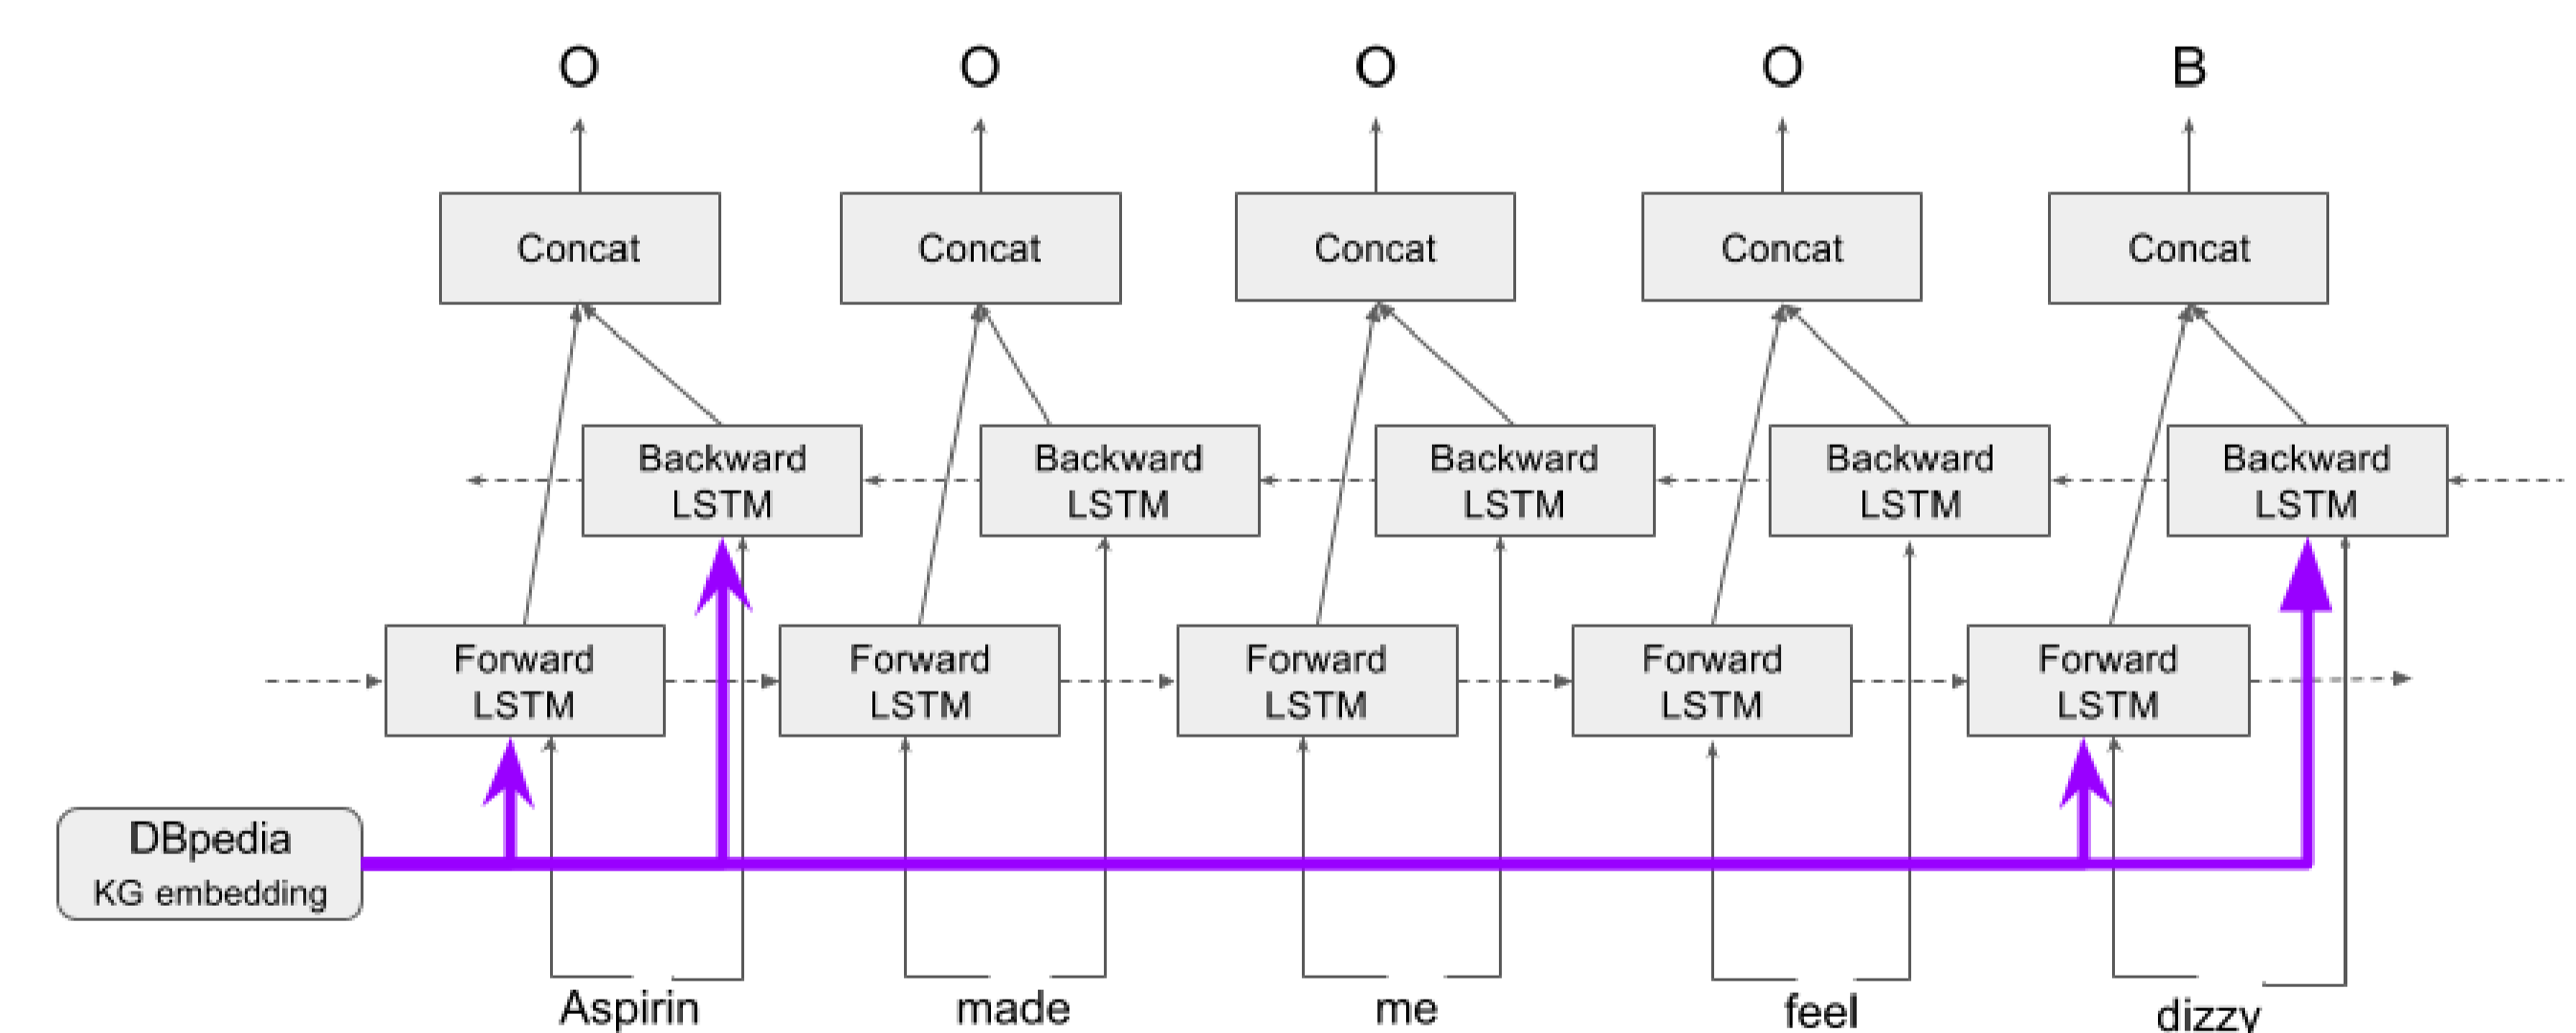 O O O O B
Concat Concat Concat Concat Concat
Backward Backward Backward Backward Backward
LSTM LSTM LSTM LSTM LSTM
Forward Forward Forward Forward Forward
LSTM LSTM LSTM LSTM LSTM
DBpedia
KG embedding
Aspirin made me feel dizzy